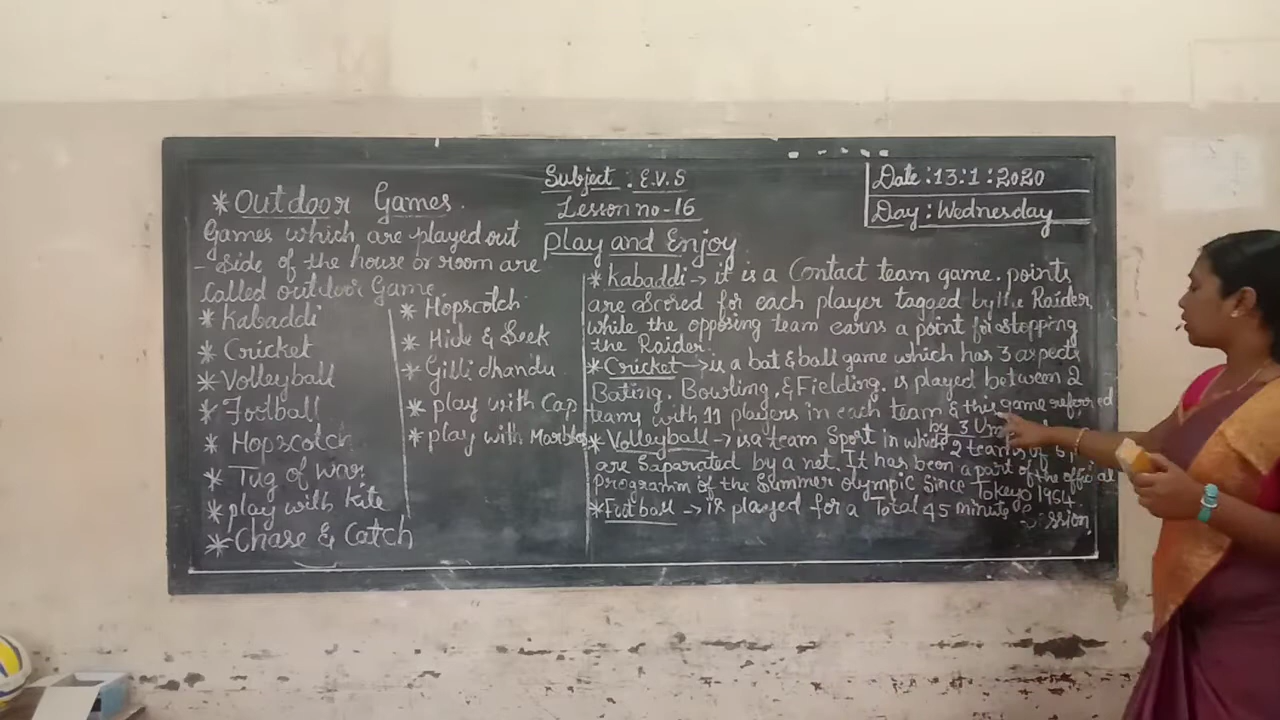 Subject : E.V.S
Lesson no-16
Play and Enjoy
Date : 13:1:2020
Day : Wednesday
* Outdoor Games.
Games which are played out
- side of the house or room are
called outdoor Game.
* Kabaddi
* Cricket
* Volleyball
* Football
* Hopscotch
* Tug of war.
* play with kite
* Chase & Catch
* Hopscotch
* Hide & Seek
* Gilli dhandu
* play with Cap
* play with Marbles
* Kabaddi -> it is a Contact team game. points
are Scored for each player tagged by the Raider,
while the opposing team earns a point for stopping
the Raider.
* Cricket -> is a bat & ball game which has 3 aspects
Bating, Bowling, & Fielding. is played between 2
teams with 11 players in each team & this game referred
by 3
* Volleyball -> is a team Sport in which 2 teams of 6
are Saparated by a net. It has been a part of the official
programm of the Summer olympic Since Tokeyo 1964
* Foot ball -> is played for a Total 45 minute
session.